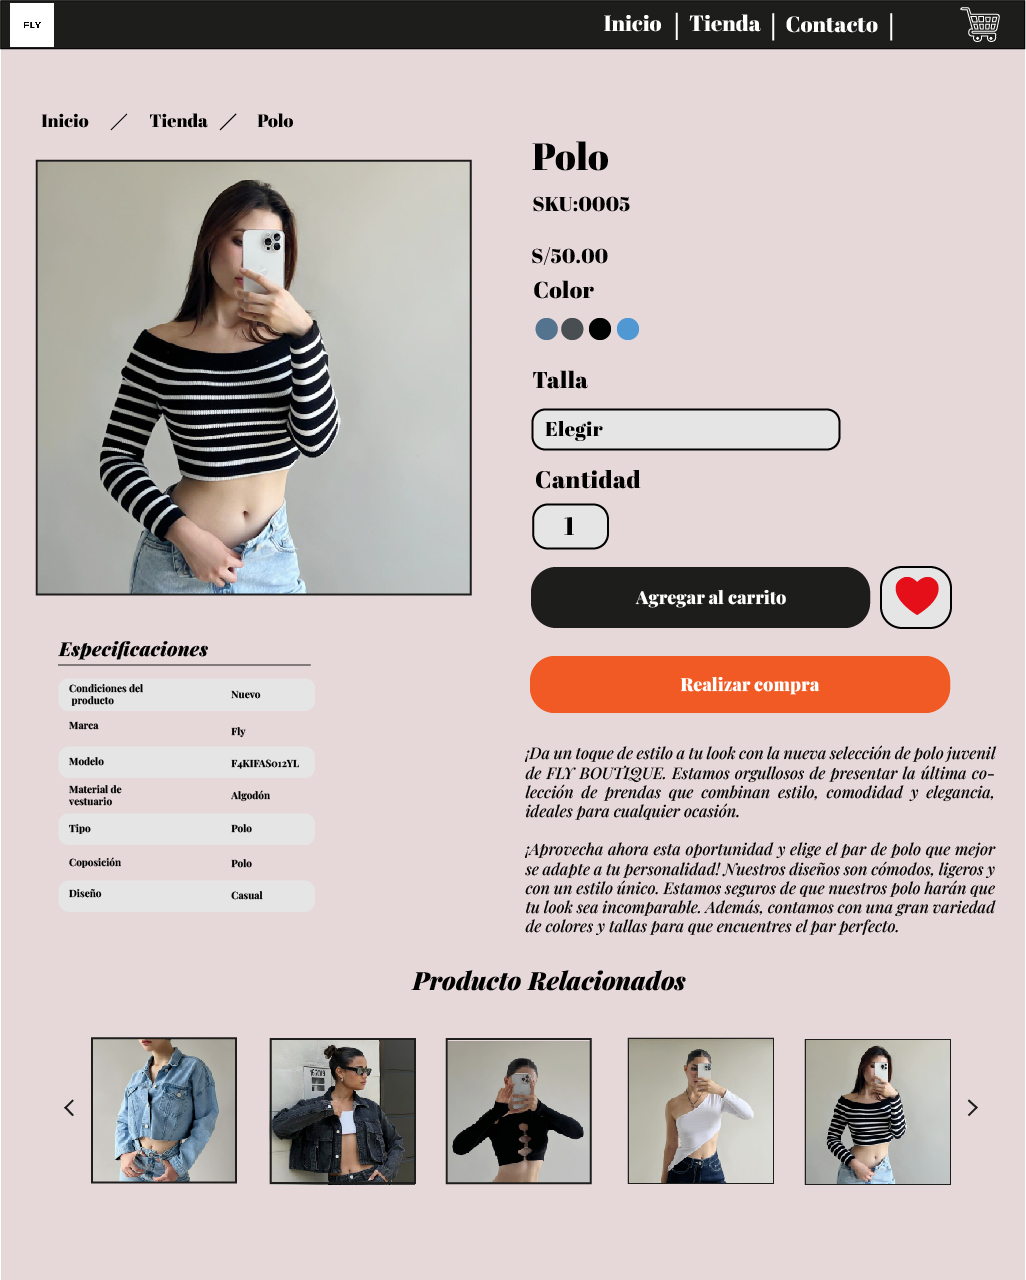 FLY
Inicio | Tienda | Contacto |
Inicio / Tienda / Polo
Polo
SKU:0005
S/50.00
Color
Talla
Elegir
Cantidad
1
Agregar al carrito
Realizar compra
Especificaciones
Condiciones del
producto
Nuevo
Marca
Fly
Modelo
F4KIFAS012YL
Material de
vestuario
Algodón
Tipo
Polo
Coposición
Polo
Diseño
Casual
¡Da un toque de estilo a tu look con la nueva selección de polo juvenil
de FLY BOUTIQUE. Estamos orgullosos de presentar la última co-
lección de prendas que combinan estilo, comodidad y elegancia,
ideales para cualquier ocasión.
¡Aprovecha ahora esta oportunidad y elige el par de polo que mejor
se adapte a tu personalidad! Nuestros diseños son cómodos, ligeros y
con un estilo único. Estamos seguros de que nuestros polo harán que
tu look sea incomparable. Además, contamos con una gran variedad
de colores y tallas para que encuentres el par perfecto.
Producto Relacionados